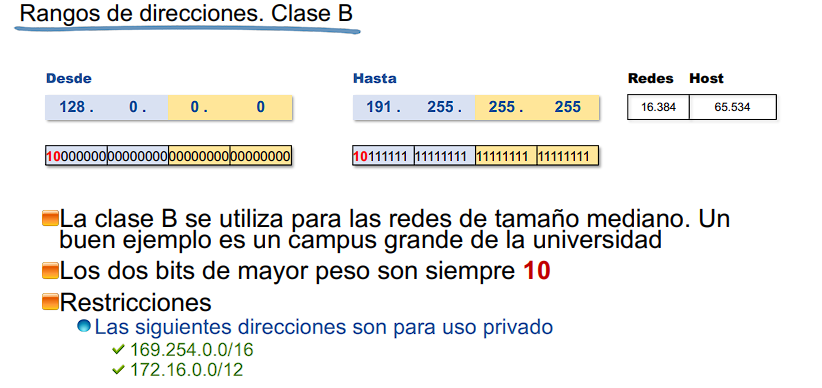 Rangos de direcciones. Clase B
Desde Hasta Redes Host
128 . 0 . 0 . 0 191 . 255 . 255 . 255 16.384 65.534
10000000 00000000 00000000 00000000 10111111 11111111 11111111 11111111
La clase B se utiliza para las redes de tamaño mediano. Un
buen ejemplo es un campus grande de la universidad
Los dos bits de mayor peso son siempre 10
Restricciones
Las siguientes direcciones son para uso privado
169.254.0.0/16
172.16.0.0/12